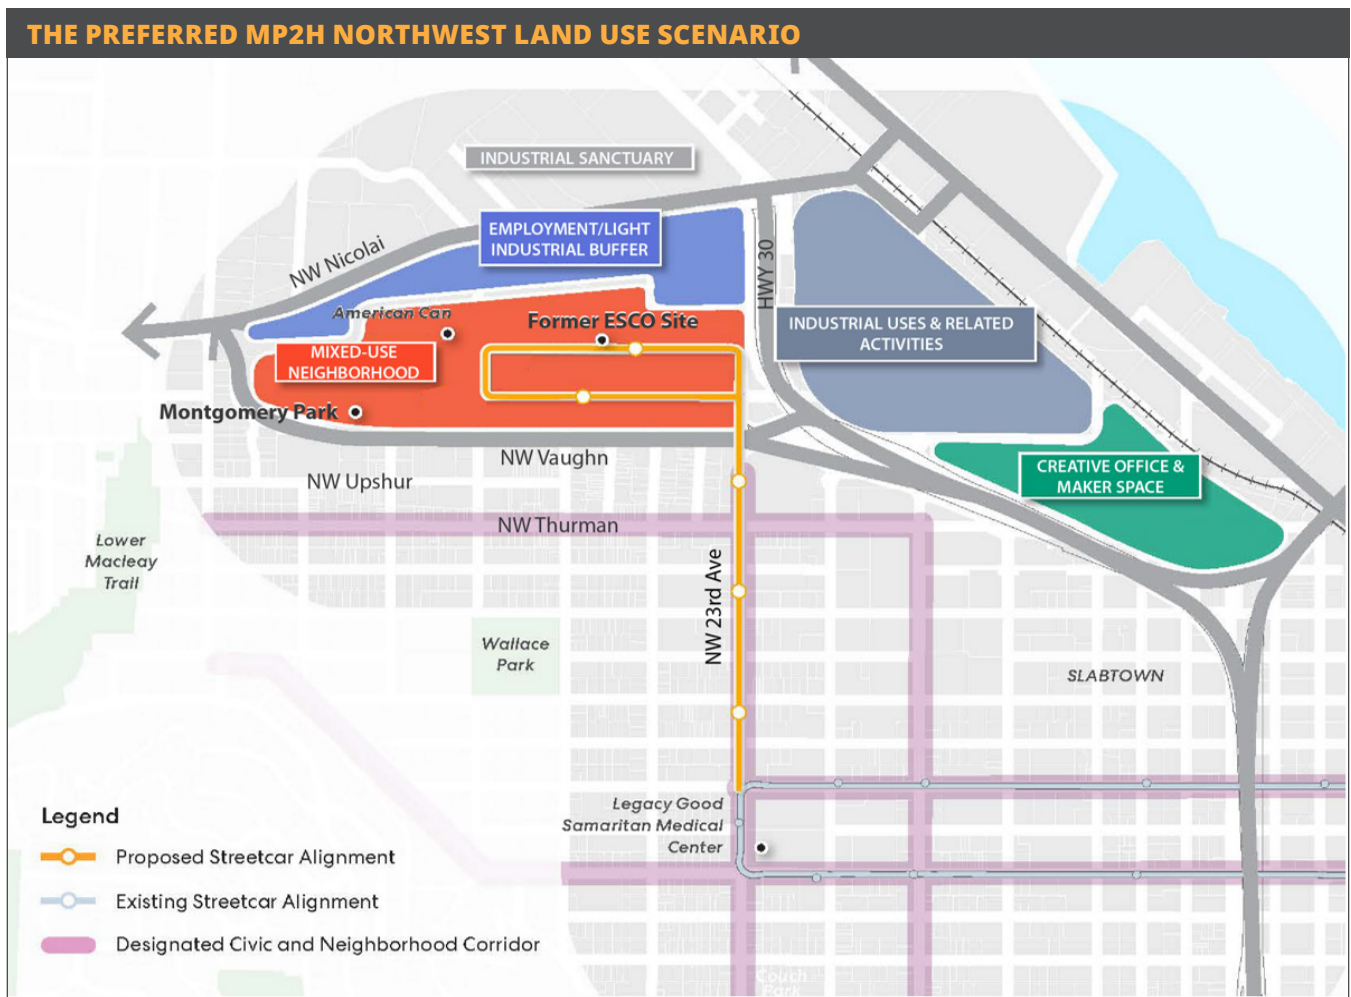 THE PREFERRED MP2H NORTHWEST LAND USE SCENARIO
INDUSTRIAL SANCTUARY
EMPLOYMENT/LIGHT
INDUSTRIAL BUFFER
NW Nicolai
HWY 30
American Can
Former ESCO Site
INDUSTRIAL USES & RELATED
ACTIVITIES
MIXED-USE
NEIGHBORHOOD
Montgomery Park
NW Vaughn
CREATIVE OFFICE &
MAKER SPACE
NW Upshur
NW Thurman
Lower
Macleay
Trail
NW 23rd Ave
Wallace
Park
SLABTOWN
Legacy Good
Samaritan Medical
Center
Legend
Proposed Streetcar Alignment
Existing Streetcar Alignment
Designated Civic and Neighborhood Corridor
Couch
Park